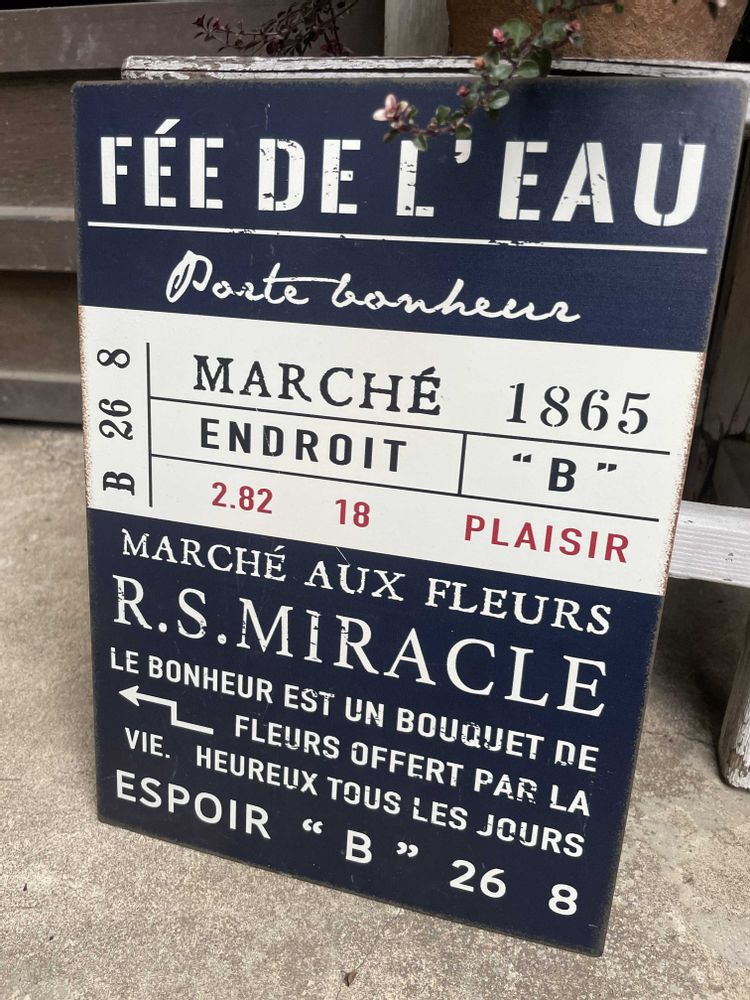 FÉE DE L'EAU
Porte bonheur
B 26 8
MARCHÉ 1865
ENDROIT "B"
2.82 18 PLAISIR
MARCHÉ AUX FLEURS
R.S.MIRACLE
LE BONHEUR EST UN BOUQUET DE
FLEURS OFFERT PAR LA
VIE. HEUREUX TOUS LES JOURS
ESPOIR "B" 26 8